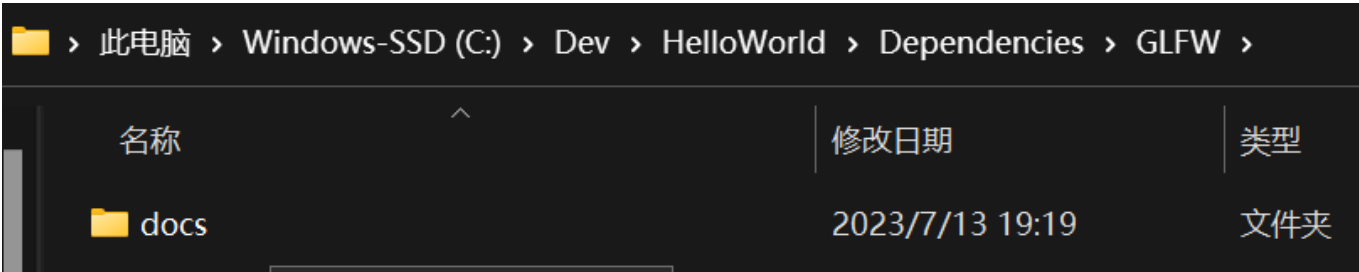 此电脑 > Windows-SSD (C:) > Dev > HelloWorld > Dependencies > GLFW >
名称 修改日期 类型
docs 2023/7/13 19:19 文件夹